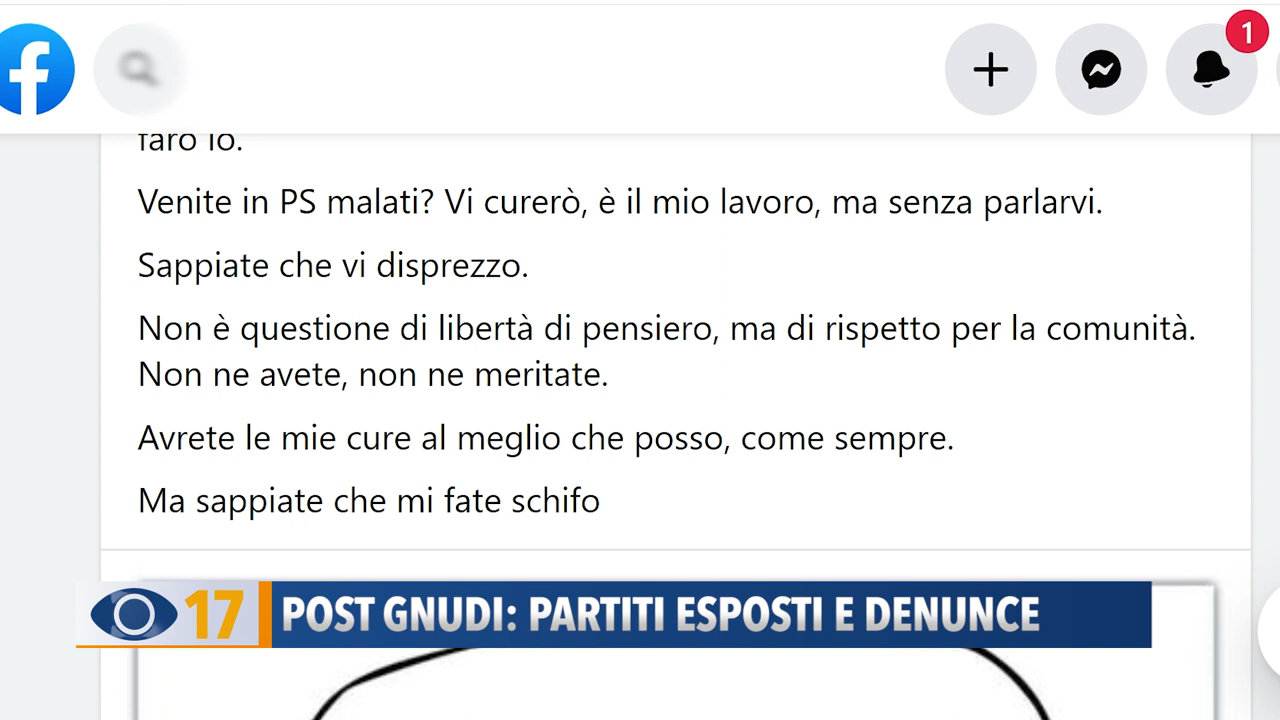 1
farò io.
Venite in PS malati? Vi curerò, è il mio lavoro, ma senza parlarvi.
Sappiate che vi disprezzo.
Non è questione di libertà di pensiero, ma di rispetto per la comunità.
Non ne avete, non ne meritate.
Avrete le mie cure al meglio che posso, come sempre.
Ma sappiate che mi fate schifo
17 POST GNUDI: PARTITI ESPOSTI E DENUNCE